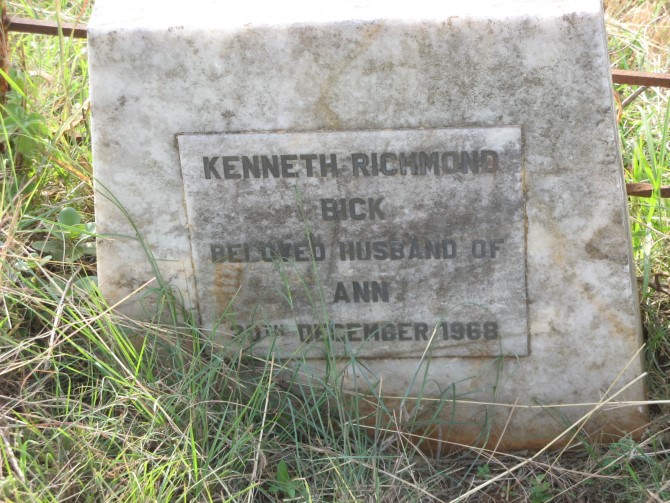 KENNETH RICHMOND
BICK
BELOVED HUSBAND OF
ANN
DECEMBER 1968